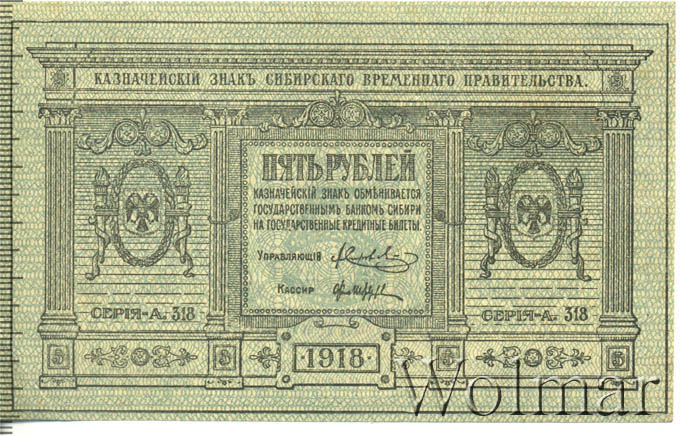 КАЗНАЧЕЙСКІЙ ЗНАКЪ СИБИРСКАГО ВРЕМЕННАГО ПРАВИТЕЛЬСТВА.
ПЯТЬ РУБЛЕЙ
КАЗНАЧЕЙСКІЙ ЗНАКЪ ОБМѢНИВАЕТСЯ
ГОСУДАРСТВЕННЫМЪ БАНКОМЪ СИБИРИ
НА ГОСУДАРСТВЕННЫЕ КРЕДИТНЫЕ БИЛЕТЫ.
УПРАВЛЯЮЩІЙ
КАССИР
СЕРІЯ-А. 318
СЕРІЯ-А. 318
5 5 1918 5 5
Wolmar